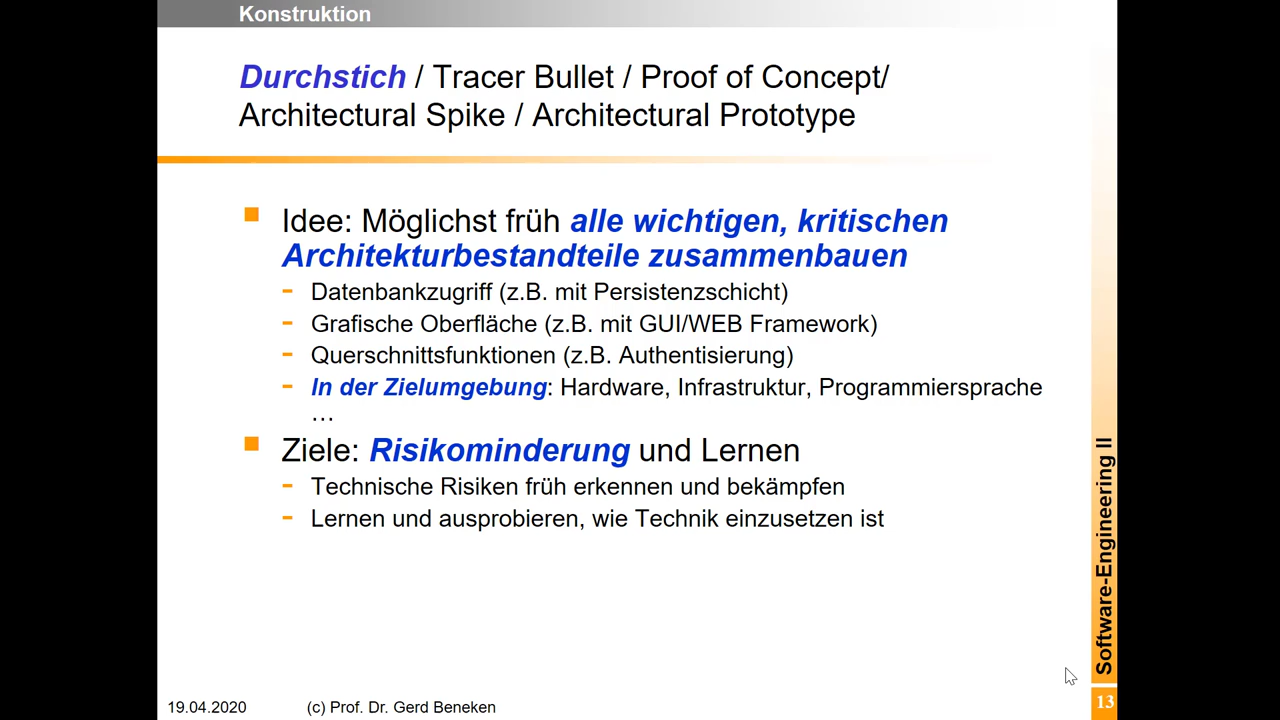 Konstruktion
Durchstich / Tracer Bullet / Proof of Concept/
Architectural Spike / Architectural Prototype
Idee: Möglichst früh alle wichtigen, kritischen
Architekturbestandteile zusammenbauen
- Datenbankzugriff (z.B. mit Persistenzschicht)
- Grafische Oberfläche (z.B. mit GUI/WEB Framework)
- Querschnittsfunktionen (z.B. Authentisierung)
- In der Zielumgebung: Hardware, Infrastruktur, Programmiersprache
…
Ziele: Risikominderung und Lernen
- Technische Risiken früh erkennen und bekämpfen
- Lernen und ausprobieren, wie Technik einzusetzen ist
Software-Engineering II
19.04.2020
(c) Prof. Dr. Gerd Beneken
13